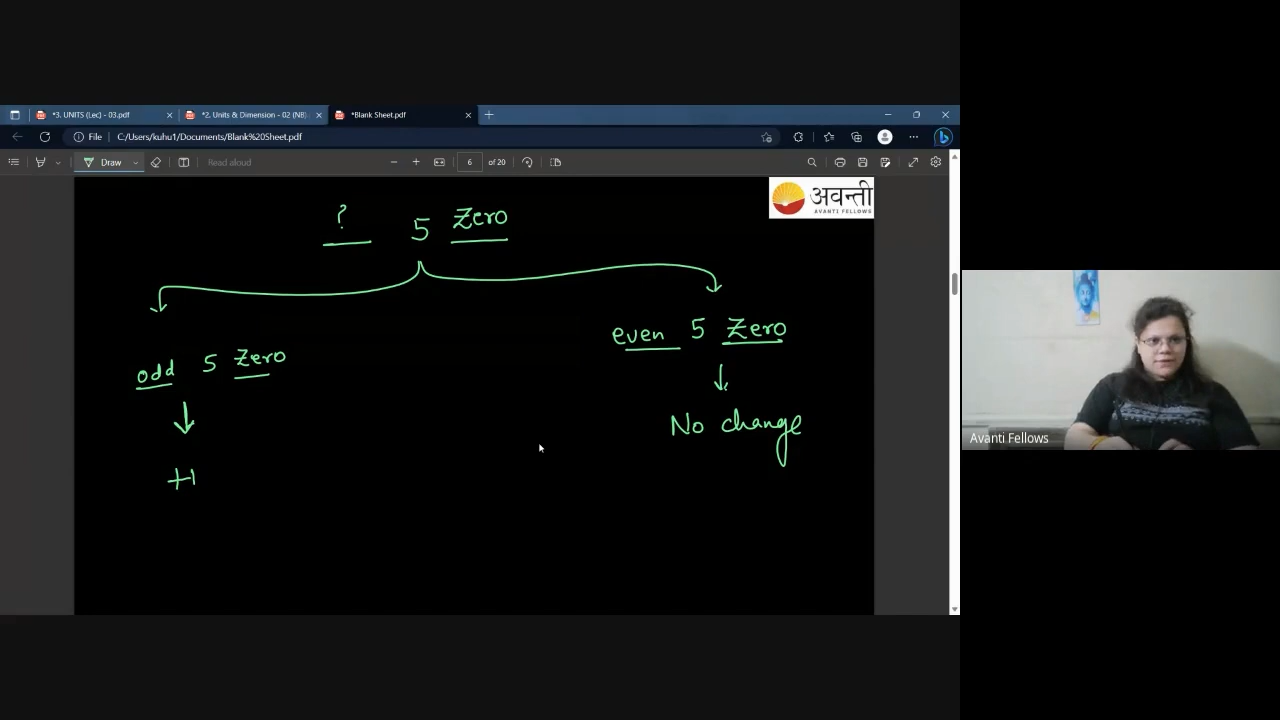 *3. UNITS (Lec) - 03.pdf
*2. Units & Dimension - 02 (NB).
*Blank Sheet.pdf
File
C:/Users/kuhu1/Documents/Blank%20Sheet.pdf
Draw
Read aloud
6 of 20
अवन्ती
AVANTI FELLOWS
? 5 Zero
odd 5 Zero
even 5 Zero
+1
No change
Avanti Fellows